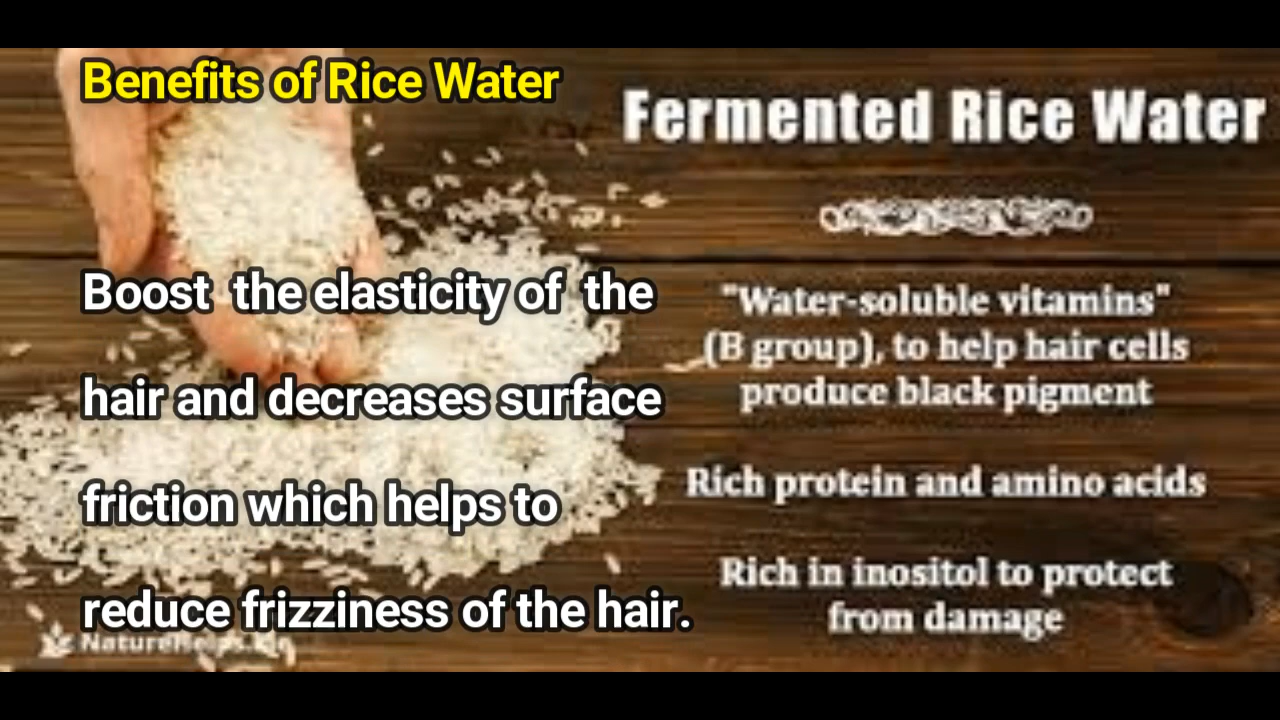 Benefits of Rice Water
Boost the elasticity of the
hair and decreases surface
friction which helps to
reduce frizziness of the hair.
Fermented Rice Water
"Water-soluble vitamins"
(B group), to help hair cells
produce black pigment
Rich protein and amino acids
Rich in inositol to protect
from damage